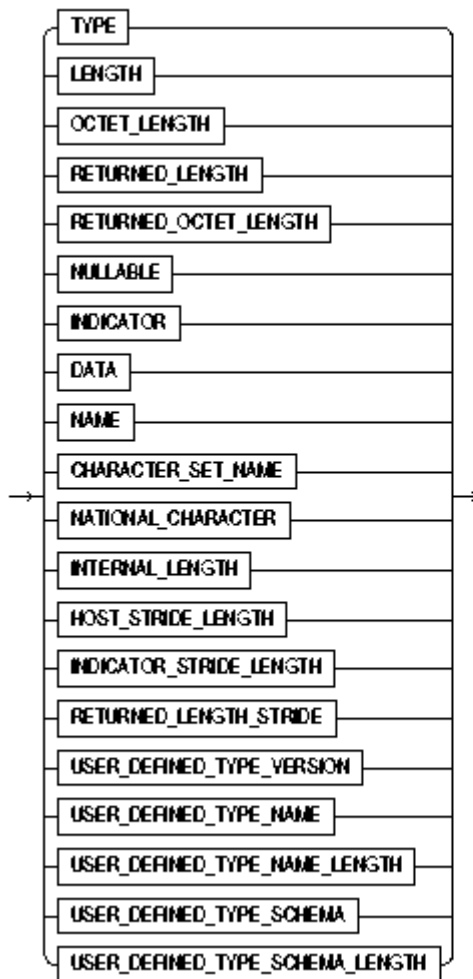 TYPE
LENGTH
OCTET_LENGTH
RETURNED_LENGTH
RETURNED_OCTET_LENGTH
NULLABLE
INDICATOR
DATA
NAME
CHARACTER_SET_NAME
NATIONAL_CHARACTER
INTERNAL_LENGTH
HOST_STRIDE_LENGTH
INDICATOR_STRIDE_LENGTH
RETURNED_LENGTH_STRIDE
USER_DEFINED_TYPE_VERSION
USER_DEFINED_TYPE_NAME
USER_DEFINED_TYPE_NAME_LENGTH
USER_DEFINED_TYPE_SCHEMA
USER_DEFINED_TYPE_SCHEMA_LENGTH